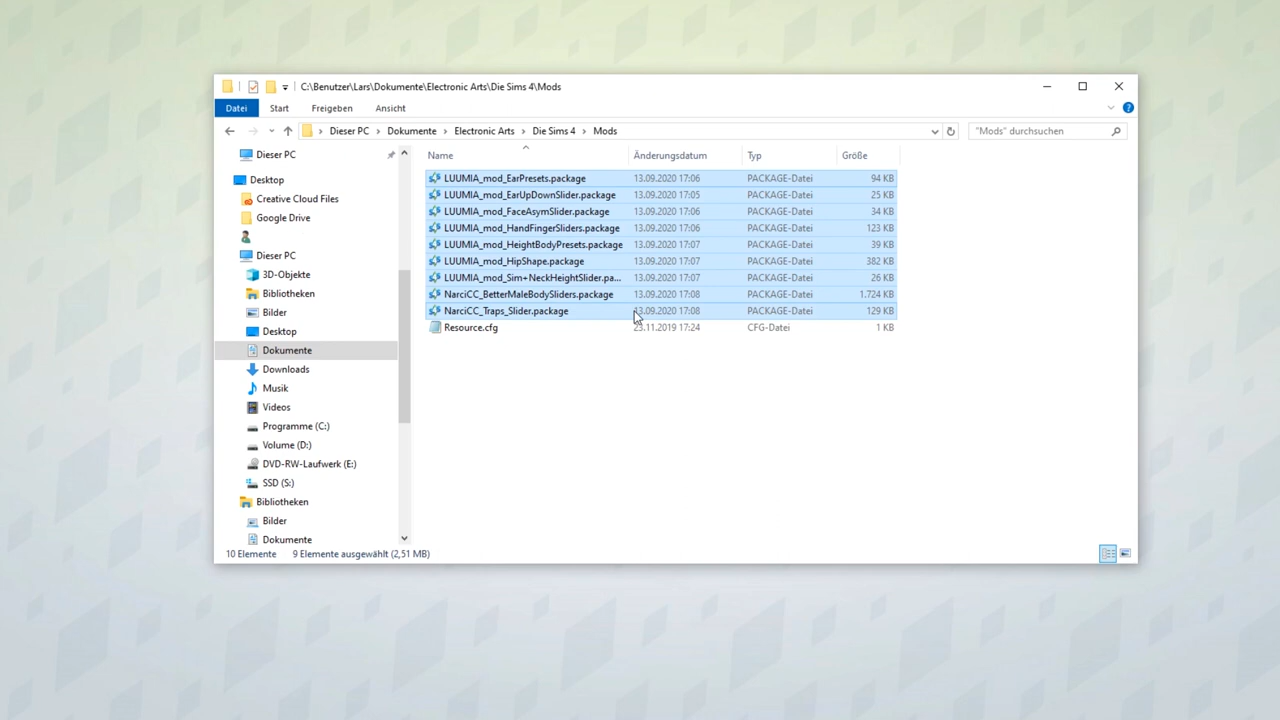 C:\Benutzer\Lars\Dokumente\Electronic Arts\Die Sims 4\Mods
Datei Start Freigeben Ansicht
Dieser PC Dokumente Electronic Arts Die Sims 4 Mods "Mods" durchsuchen
Dieser PC
Desktop
Creative Cloud Files
Google Drive
Dieser PC
3D-Objekte
Bibliotheken
Bilder
Desktop
Dokumente
Downloads
Musik
Videos
Programme (C:)
Volume (D:)
DVD-RW-Laufwerk (E:)
SSD (S:)
Bibliotheken
Bilder
Dokumente
Name Änderungsdatum Typ Größe
LUUMIA_mod_EarPresets.package 13.09.2020 17:06 PACKAGE-Datei 94 KB
LUUMIA_mod_EarUpDownSlider.package 13.09.2020 17:05 PACKAGE-Datei 25 KB
LUUMIA_mod_FaceAsymSlider.package 13.09.2020 17:06 PACKAGE-Datei 34 KB
LUUMIA_mod_HandFingerSliders.package 13.09.2020 17:06 PACKAGE-Datei 123 KB
LUUMIA_mod_HeightBodyPresets.package 13.09.2020 17:07 PACKAGE-Datei 39 KB
LUUMIA_mod_HipShape.package 13.09.2020 17:07 PACKAGE-Datei 382 KB
LUUMIA_mod_Sim+NeckHeightSlider.pa... 13.09.2020 17:07 PACKAGE-Datei 26 KB
NarciCC_BetterMaleBodySliders.package 13.09.2020 17:08 PACKAGE-Datei 1.724 KB
NarciCC_Traps_Slider.package 13.09.2020 17:08 PACKAGE-Datei 129 KB
Resource.cfg 23.11.2019 17:24 CFG-Datei 1 KB
10 Elemente 9 Elemente ausgewählt (2,51 MB)